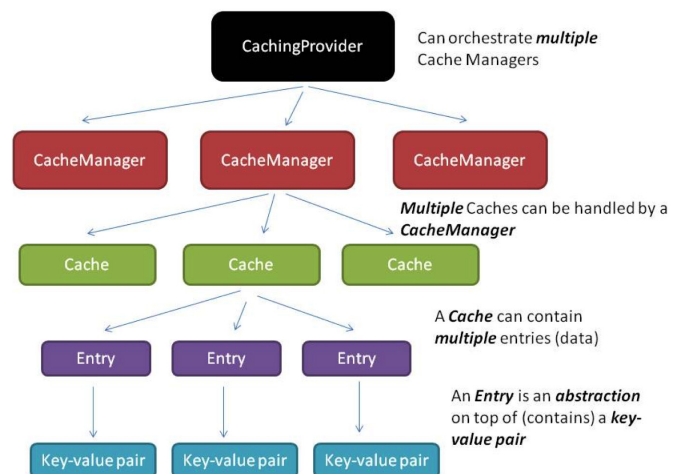 CachingProvider
Can orchestrate multiple
Cache Managers
CacheManager
CacheManager
CacheManager
Multiple Caches can be handled by a
CacheManager
Cache
Cache
Cache
A Cache can contain
multiple entries (data)
Entry
Entry
Entry
An Entry is an abstraction
on top of (contains) a key-
value pair
Key-value pair
Key-value pair
Key-value pair